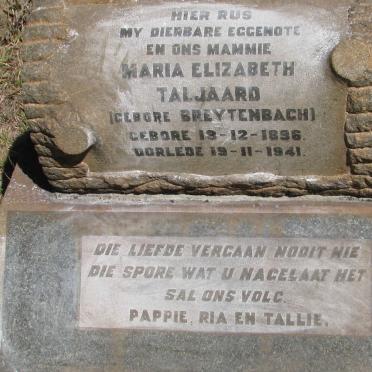 HIER RUS
MY DIERBARE EGGENOTE
EN ONS MAMMIE
MARIA ELIZABETH
TALJAARD
(GEBORE BREYTENBACH)
GEBORE 13-12-1896.
OORLEDE 19-11-1941.
DIE LIEFDE VERGAAN NOOIT NIE
DIE SPORE WAT U NAGELAAT HET
SAL ONS VOLG.
PAPPIE, RIA EN TALLIE.